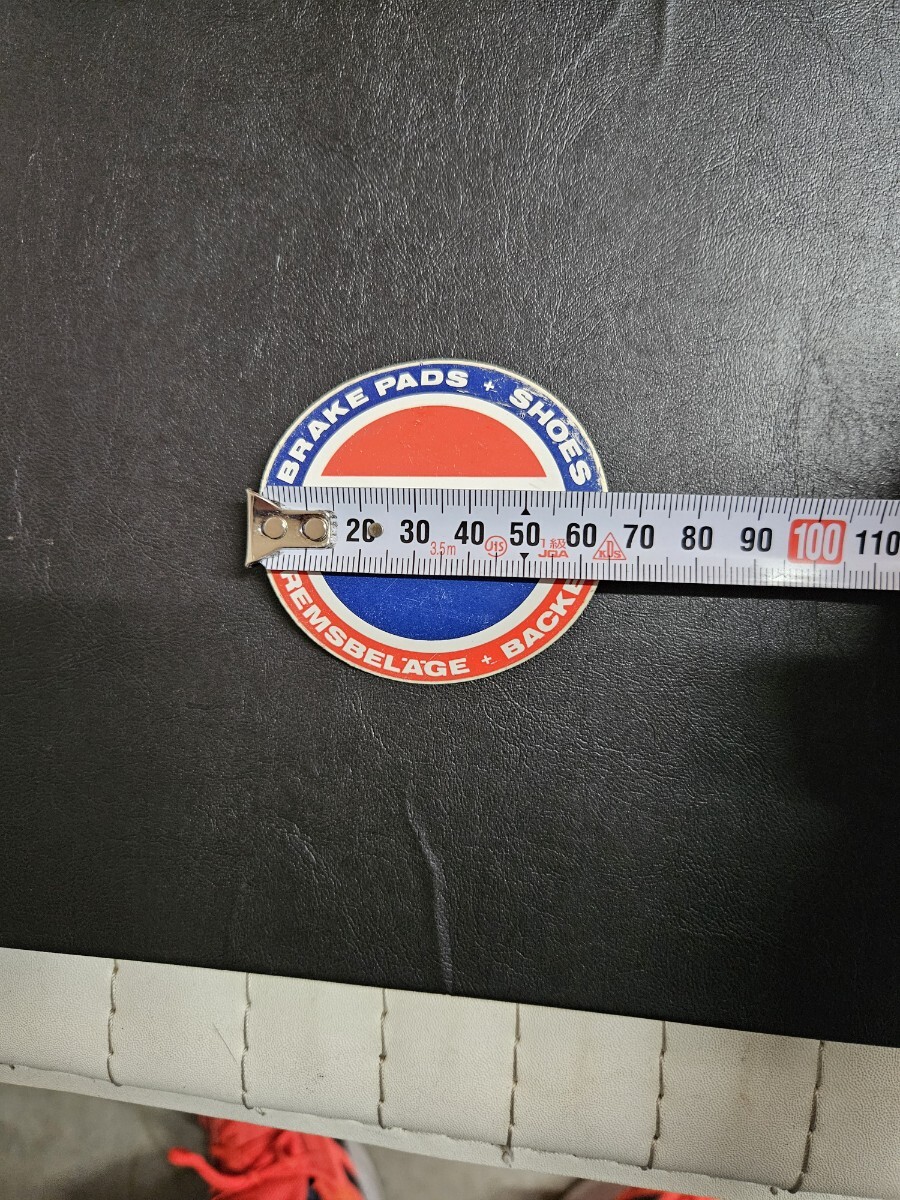 BRAKE PADS + SHOES
20 30 40 50 60 70 80 90 100 110
3.5m JIS 1級 JQA KDS
REMSBELÄGE + BACKE